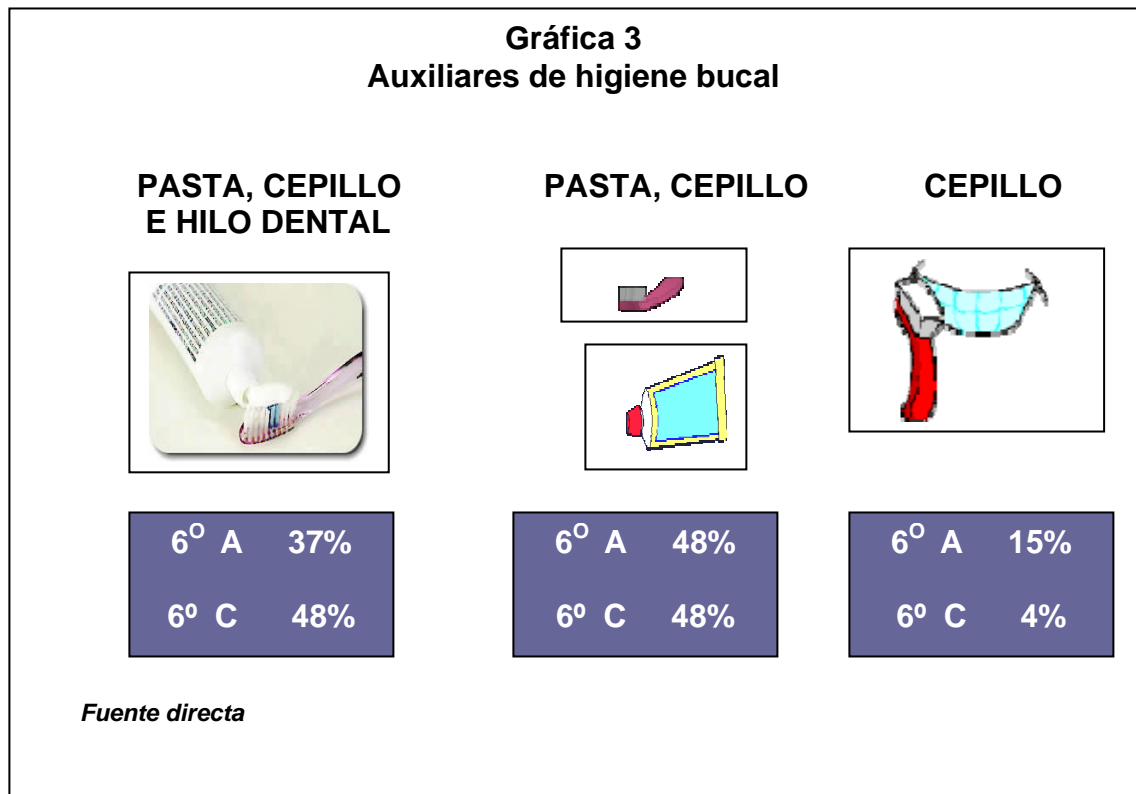 Gráfica 3
Auxiliares de higiene bucal
PASTA, CEPILLO
E HILO DENTAL
PASTA, CEPILLO
CEPILLO
6O A 37%
6º C 48%
6O A 48%
6º C 48%
6O A 15%
6º C 4%
Fuente directa